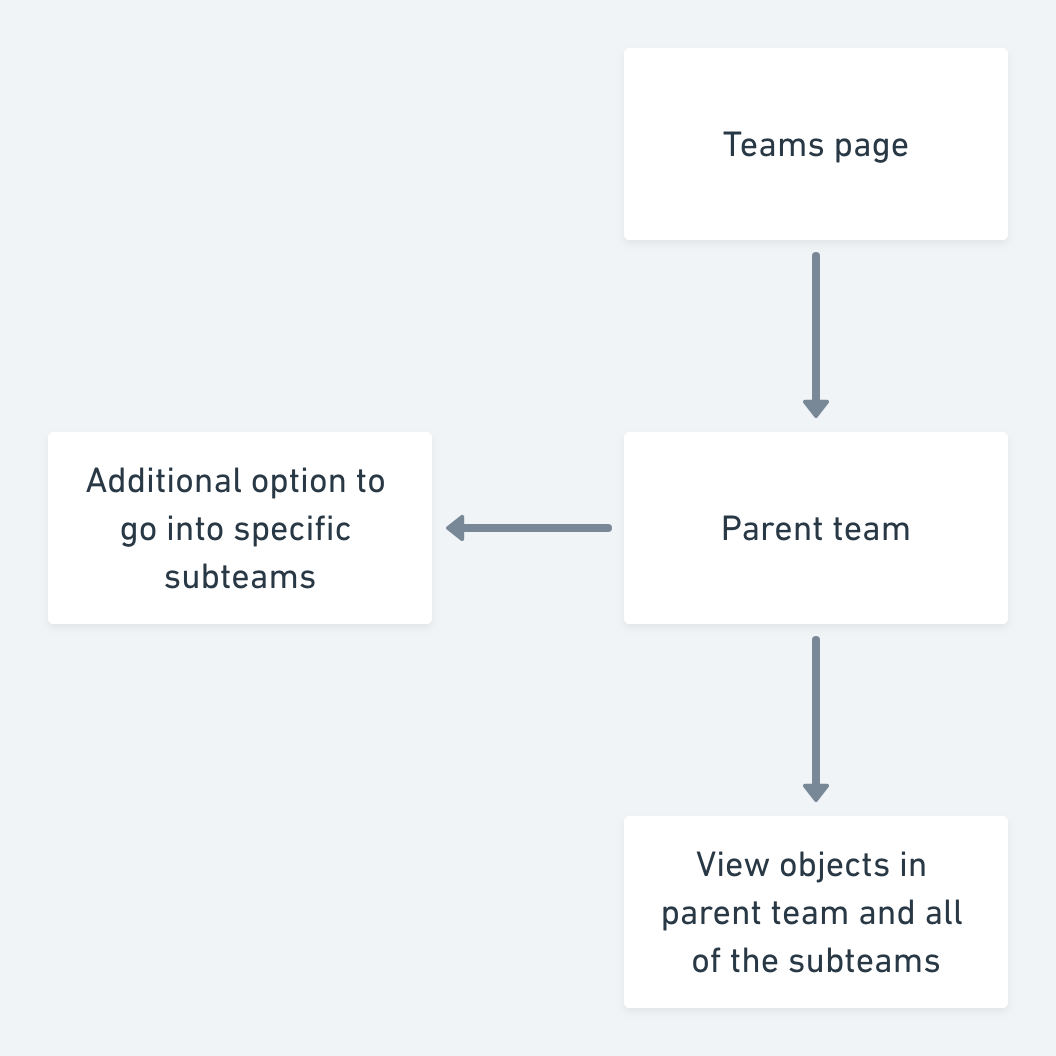 Teams page
Additional option to
go into specific
subteams
Parent team
View objects in
parent team and all
of the subteams